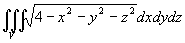 ∭_V √(4 − x² − y² − z²) dxdydz